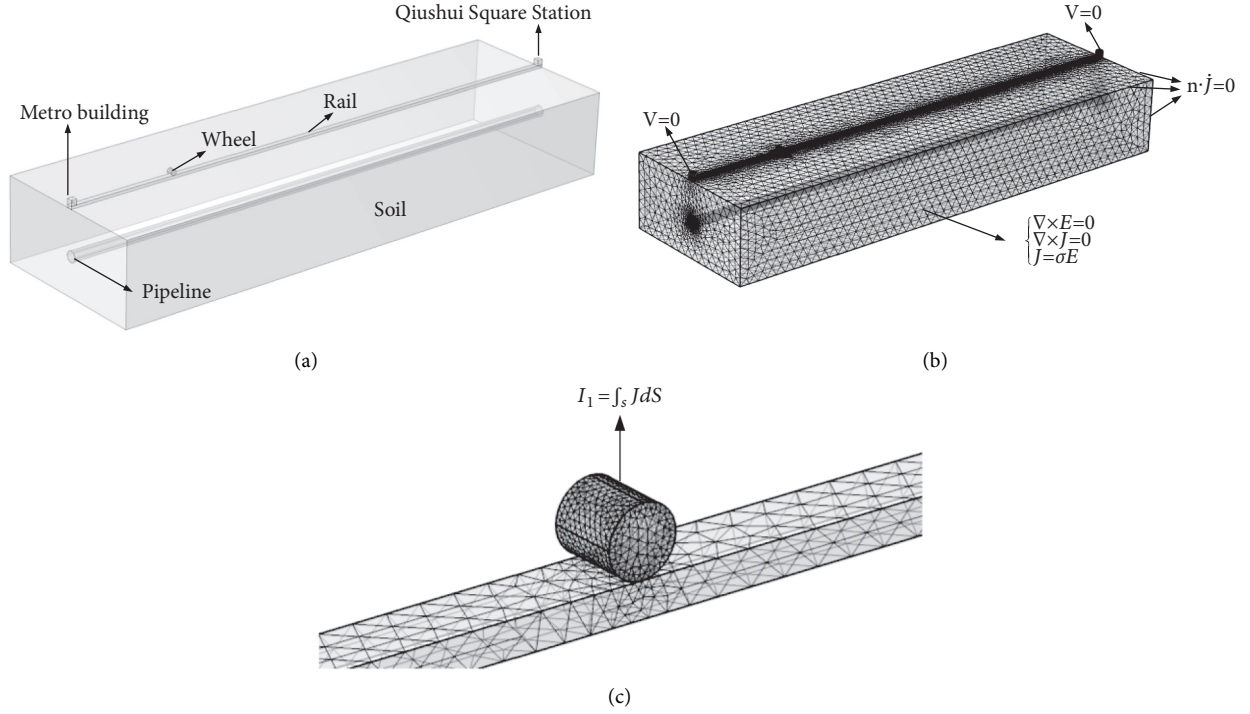 Qiushui Square Station
Metro building
Rail
Wheel
Soil
Pipeline
(a)
V=0
V=0
n·J̇=0
∇×E=0
∇×J=0
J=σE
(b)
I₁=∫ₛ JdS
(c)